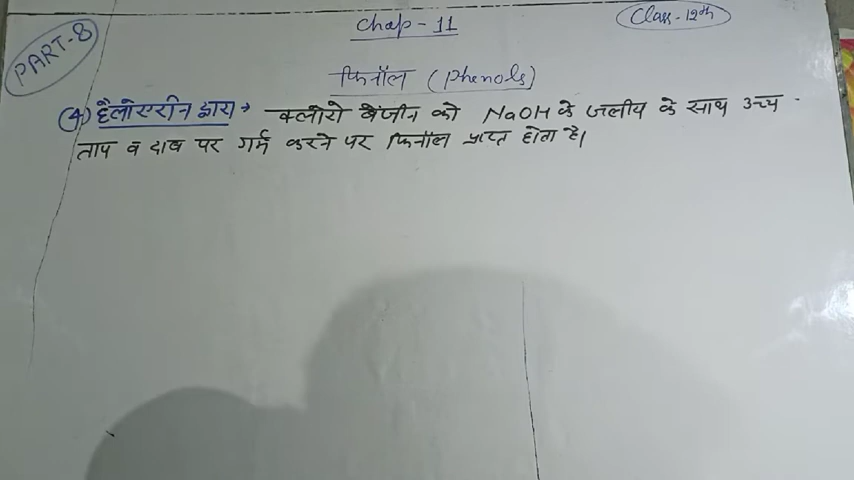 PART-8
Chap - 11
Class - 12th
फिनॉल (Phenols)
(4) हैलोएरीन द्वारा → क्लोरो बेंजीन को NaOH के जलीय के साथ उच्च
ताप व दाब पर गर्म करने पर फिनॉल प्राप्त होता है।